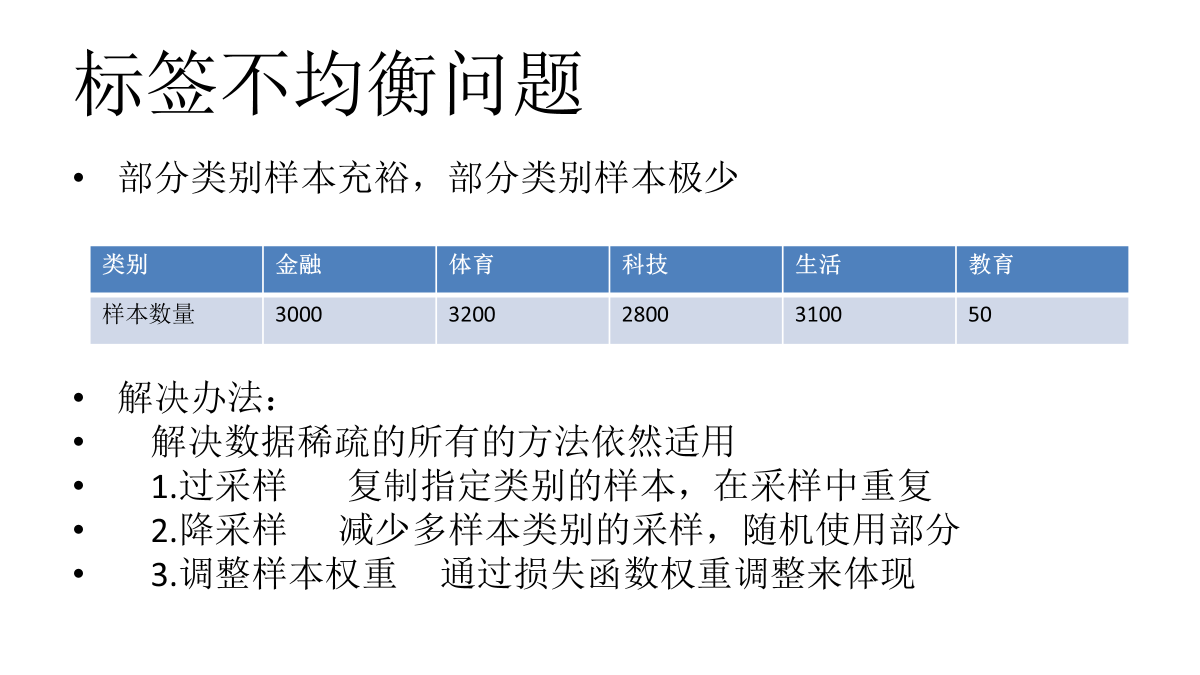 标签不均衡问题
• 部分类别样本充裕，部分类别样本极少
类别 金融 体育 科技 生活 教育
样本数量 3000 3200 2800 3100 50
• 解决办法：
• 解决数据稀疏的所有的方法依然适用
• 1.过采样 复制指定类别的样本，在采样中重复
• 2.降采样 减少多样本类别的采样，随机使用部分
• 3.调整样本权重 通过损失函数权重调整来体现